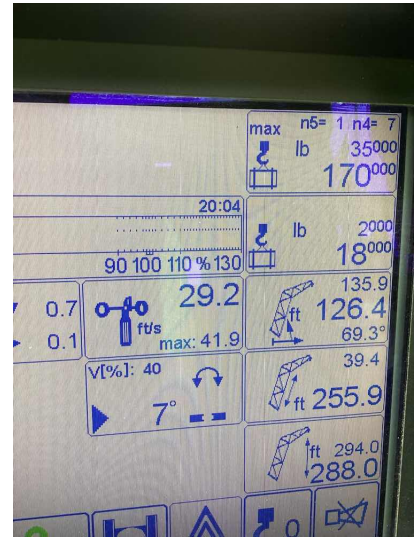 max n5= 1 n4= 7
lb 35000
170000
20:04
90 100 110 % 130
lb 2000
18000
0.7
0.1
29.2
ft/s
max: 41.9
135.9
ft 126.4
69.3°
V[%]: 40
7°
39.4
ft 255.9
ft 294.0
288.0
0